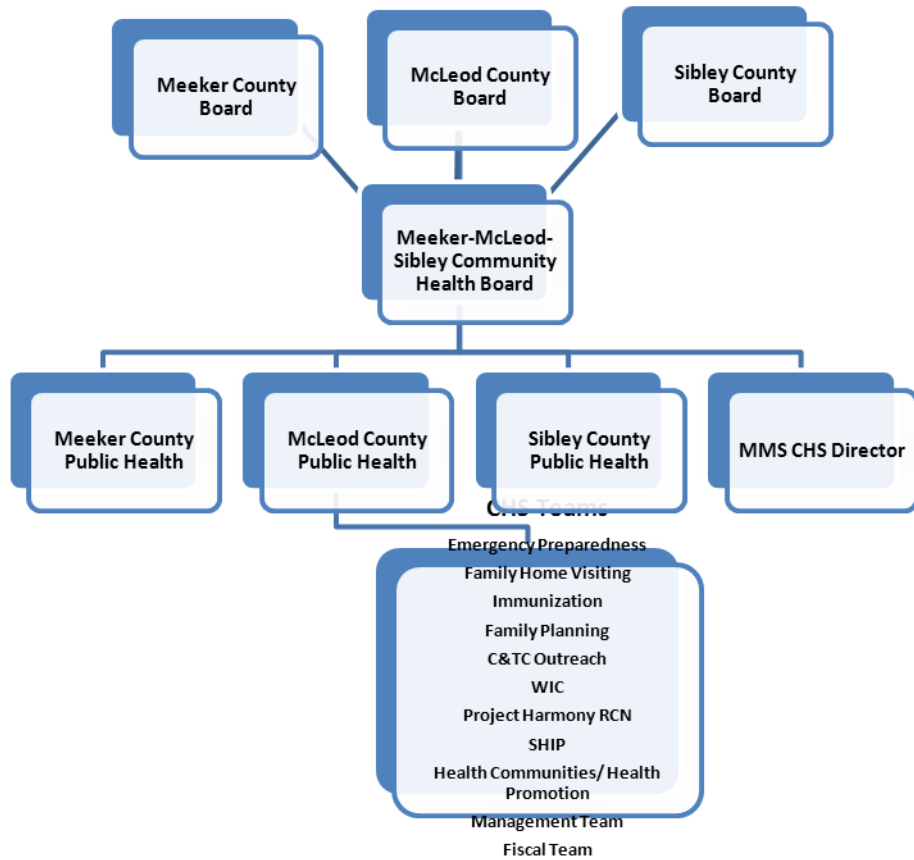 Meeker County
Board
McLeod County
Board
Sibley County
Board
Meeker-McLeod-
Sibley Community
Health Board
Meeker County
Public Health
McLeod County
Public Health
Sibley County
Public Health
MMS CHS Director
CHS Teams
Emergency Preparedness
Family Home Visiting
Immunization
Family Planning
C&TC Outreach
WIC
Project Harmony RCN
SHIP
Health Communities/ Health
Promotion
Management Team
Fiscal Team